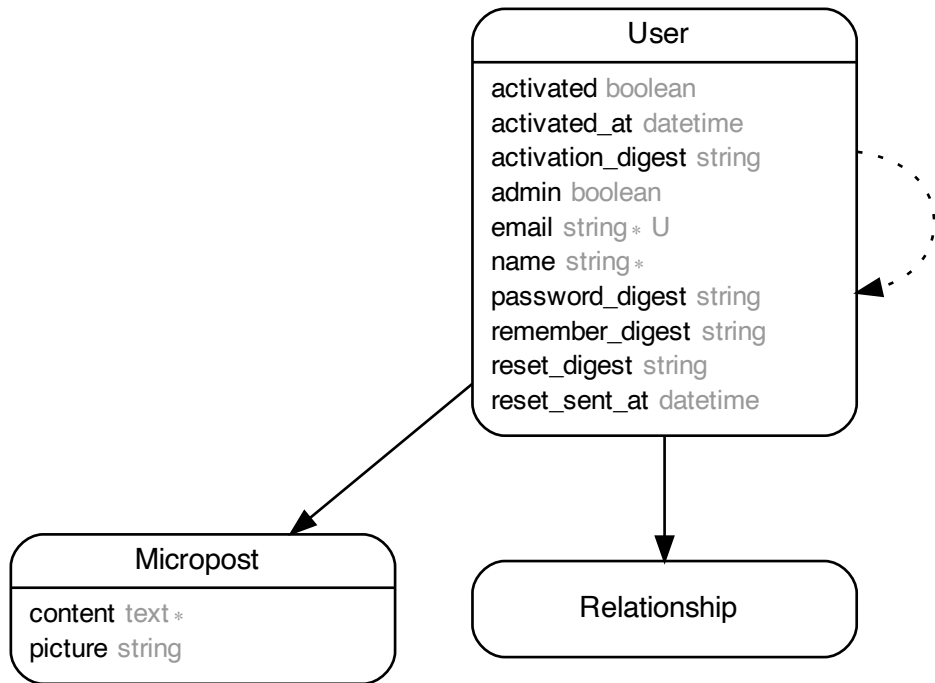 User
activated boolean
activated_at datetime
activation_digest string
admin boolean
email string* U
name string*
password_digest string
remember_digest string
reset_digest string
reset_sent_at datetime
Micropost
content text*
picture string
Relationship